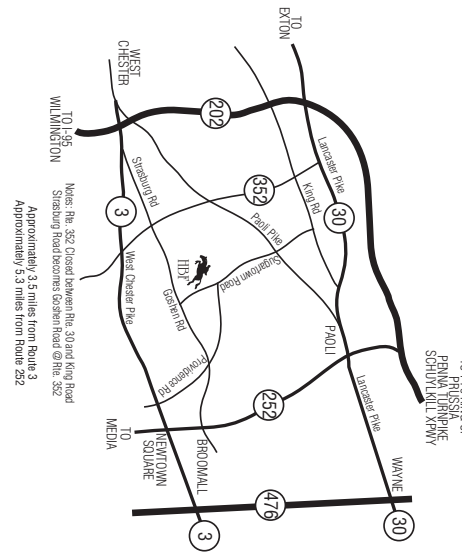 TO
EXTON
WEST
CHESTER
TO I-95
WILMINGTON
202
Lancaster Pike
30
King Rd
352
Paoli Pike
Strasburg Rd
3
West Chester Pike
HBF
Sugartown Road
Goshen Rd
Providence Rd
PAOLI
Lancaster Pike
252
PRUSSIA
PENNA TURNPIKE
SCHUYLKILL XPWY
WAYNE
30
476
BROOMALL
NEWTOWN
SQUARE
TO
MEDIA
3
Notes: Rte. 352 Closed between Rte. 30 and King Road
Strasburg Road becomes Goshen Road @ Rte. 352
Approximately 3.5 miles from Route 3
Approximately 5.3 miles from Route 252